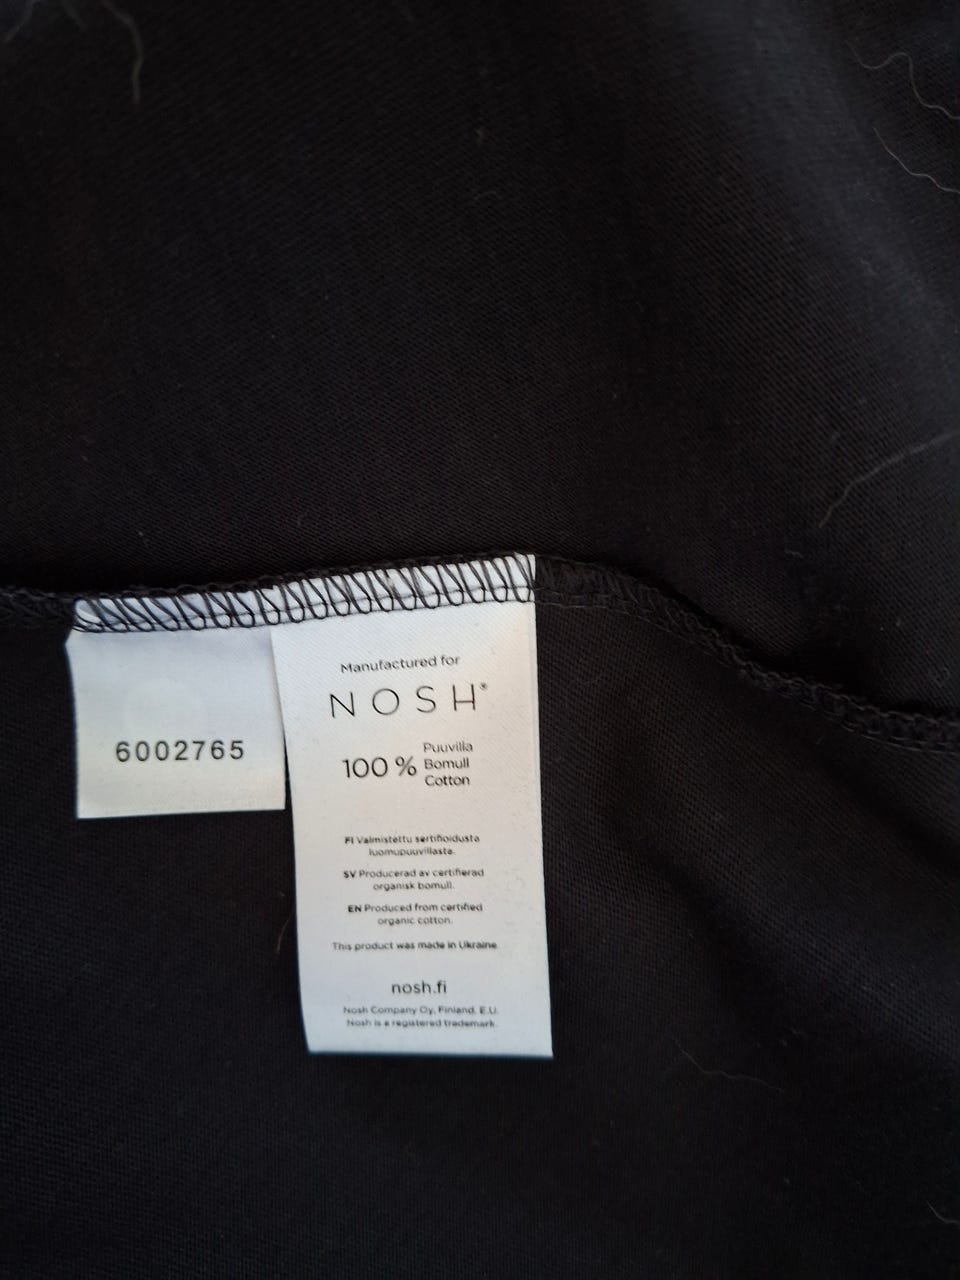 6002765
Manufactured for
NOSH®
100 % Puuvilla
Bomull
Cotton
FI Valmistettu sertifioidusta
luomupuuvillasta.
SV Producerad av certifierad
organisk bomull.
EN Produced from certified
organic cotton.
This product was made in Ukraine
nosh.fi
Nosh Company Oy, Finland, E.U.
Nosh is a registered trademark.